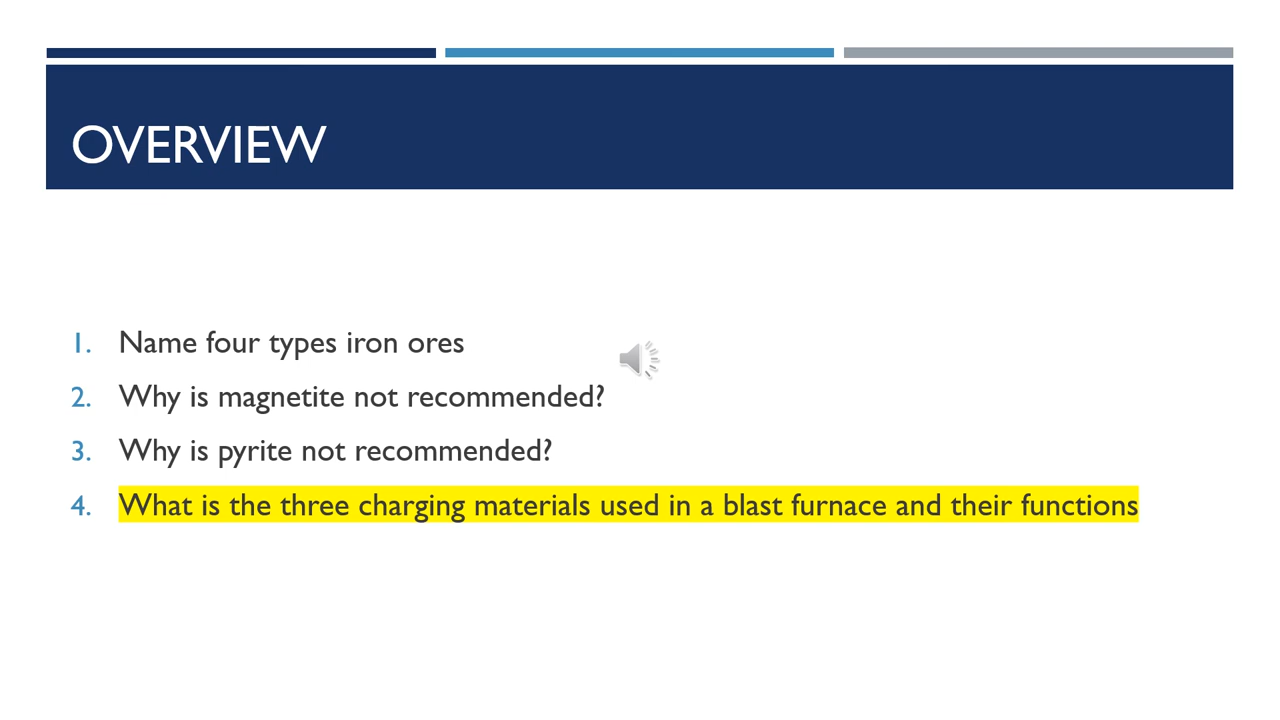 OVERVIEW
1. Name four types iron ores
2. Why is magnetite not recommended?
3. Why is pyrite not recommended?
4. What is the three charging materials used in a blast furnace and their functions